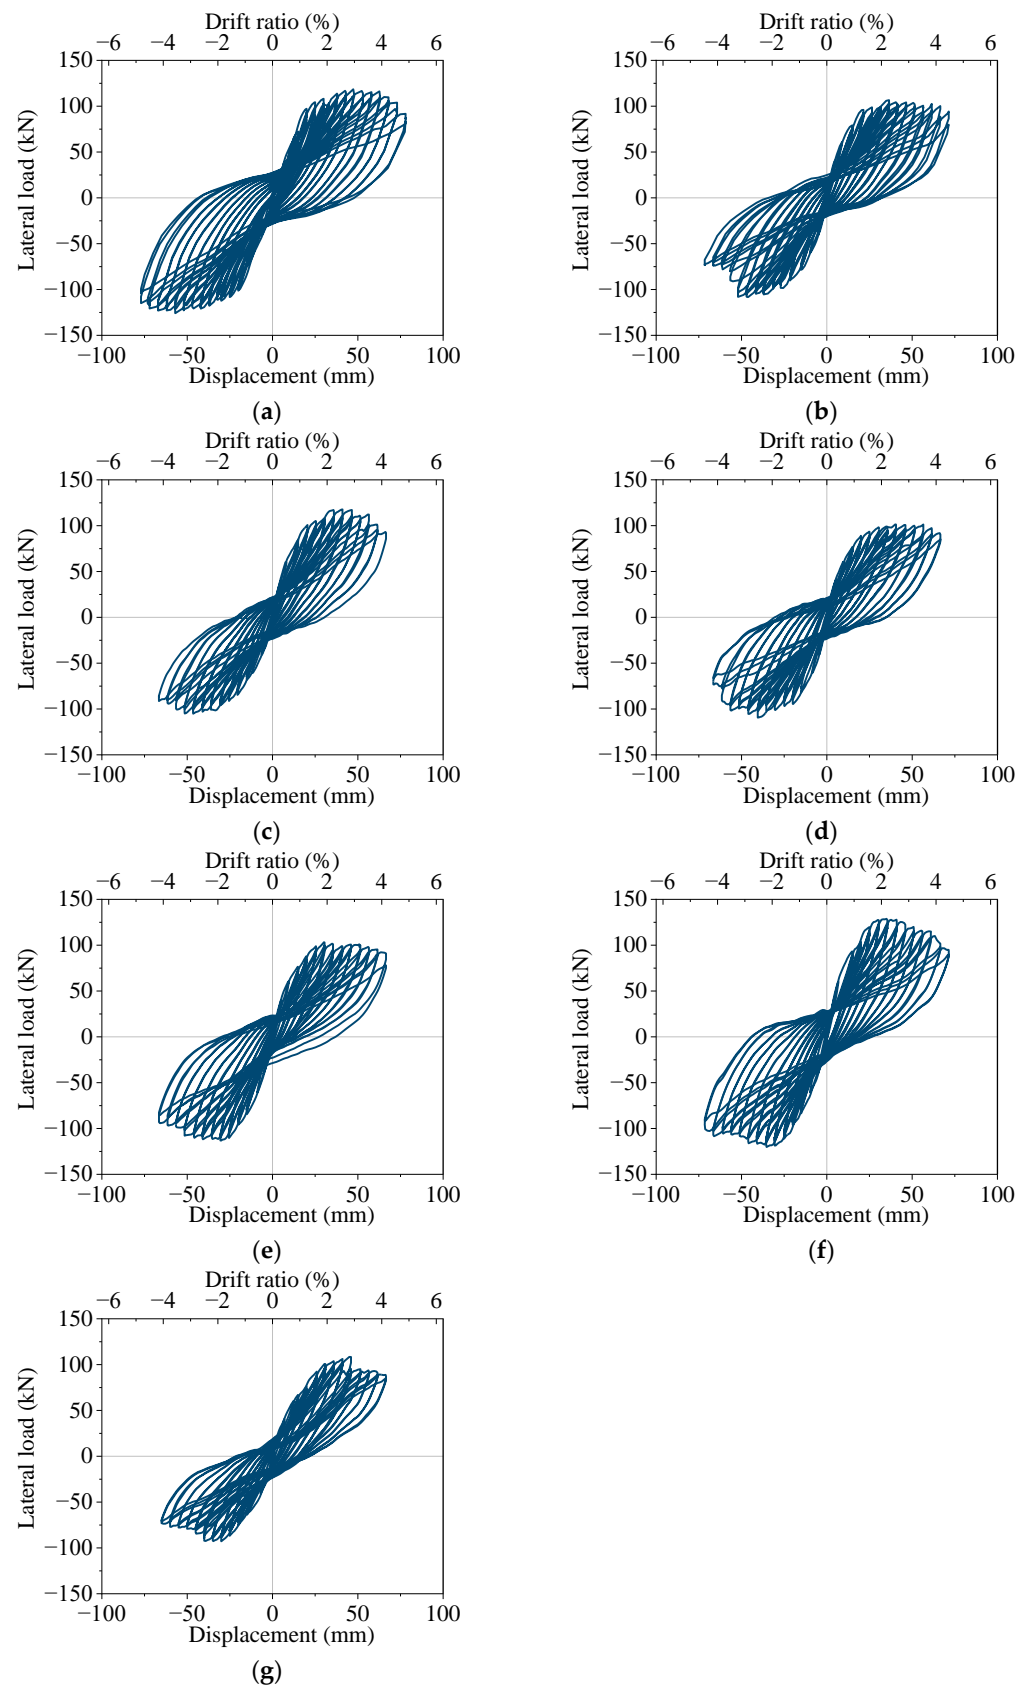 Drift ratio (%)
−6 −4 −2 0 2 4 6
150
100
50
0
−50
−100
−150
Lateral load (kN)
−100 −50 0 50 100
Displacement (mm)
(a)
Drift ratio (%)
−6 −4 −2 0 2 4 6
150
100
50
0
−50
−100
−150
Lateral load (kN)
−100 −50 0 50 100
Displacement (mm)
(b)
Drift ratio (%)
−6 −4 −2 0 2 4 6
150
100
50
0
−50
−100
−150
Lateral load (kN)
−100 −50 0 50 100
Displacement (mm)
(c)
Drift ratio (%)
−6 −4 −2 0 2 4 6
150
100
50
0
−50
−100
−150
Lateral load (kN)
−100 −50 0 50 100
Displacement (mm)
(d)
Drift ratio (%)
−6 −4 −2 0 2 4 6
150
100
50
0
−50
−100
−150
Lateral load (kN)
−100 −50 0 50 100
Displacement (mm)
(e)
Drift ratio (%)
−6 −4 −2 0 2 4 6
150
100
50
0
−50
−100
−150
Lateral load (kN)
−100 −50 0 50 100
Displacement (mm)
(f)
Drift ratio (%)
−6 −4 −2 0 2 4 6
150
100
50
0
−50
−100
−150
Lateral load (kN)
−100 −50 0 50 100
Displacement (mm)
(g)